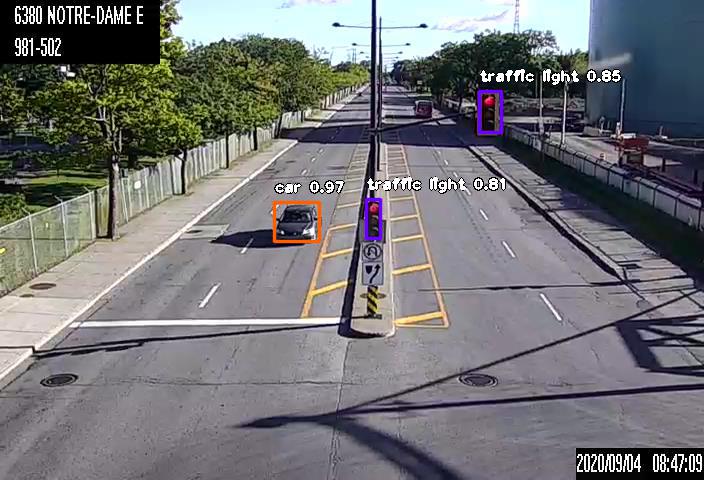 6380 NOTRE-DAME E
981-502
traffic light 0.85
car 0.97
traffic light 0.81
2020/09/04 08:47:09